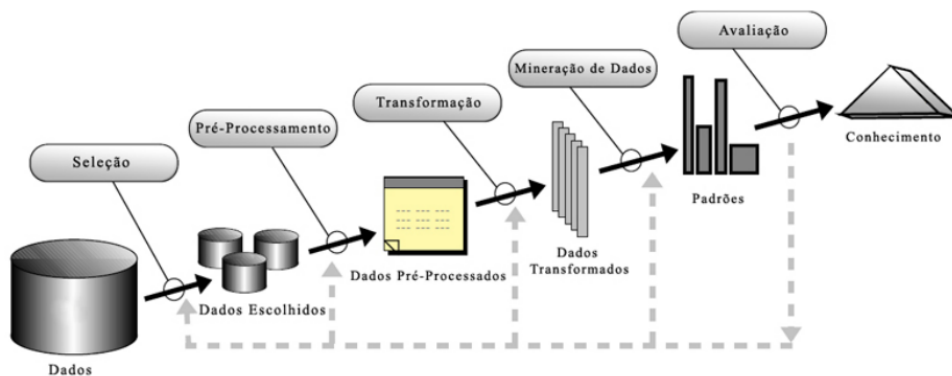 Avaliação
Mineração de Dados
Transformação
Pré-Processamento
Seleção
Conhecimento
Padrões
Dados
Transformados
Dados Pré-Processados
Dados Escolhidos
Dados